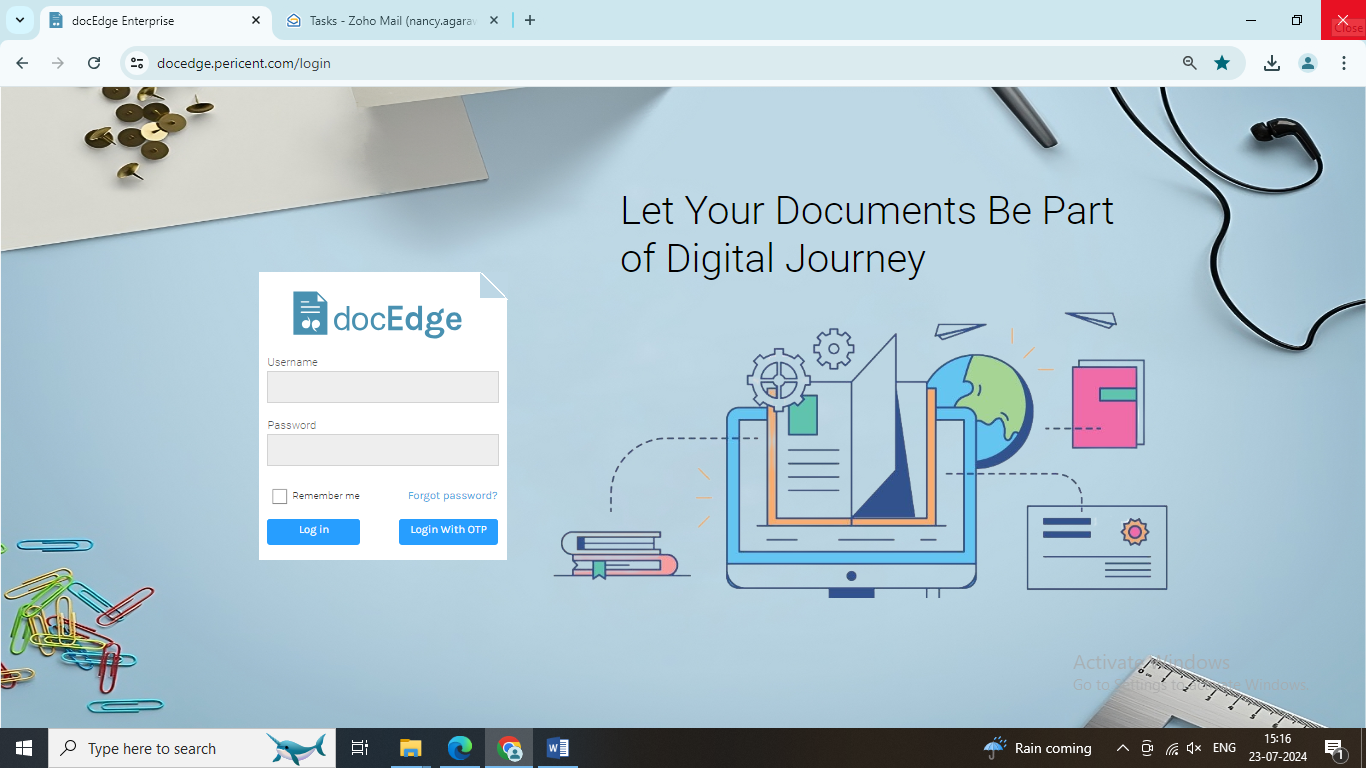 docEdge Enterprise
Tasks - Zoho Mail (nancy.agaraw
Close
docedge.pericent.com/login
Let Your Documents Be Part
of Digital Journey
docEdge
Username
Password
Remember me
Forgot password?
Log in
Login With OTP
Activate Windows
Go to Settings to activate Windows.
Type here to search
Rain coming
ENG
15:16
23-07-2024
1